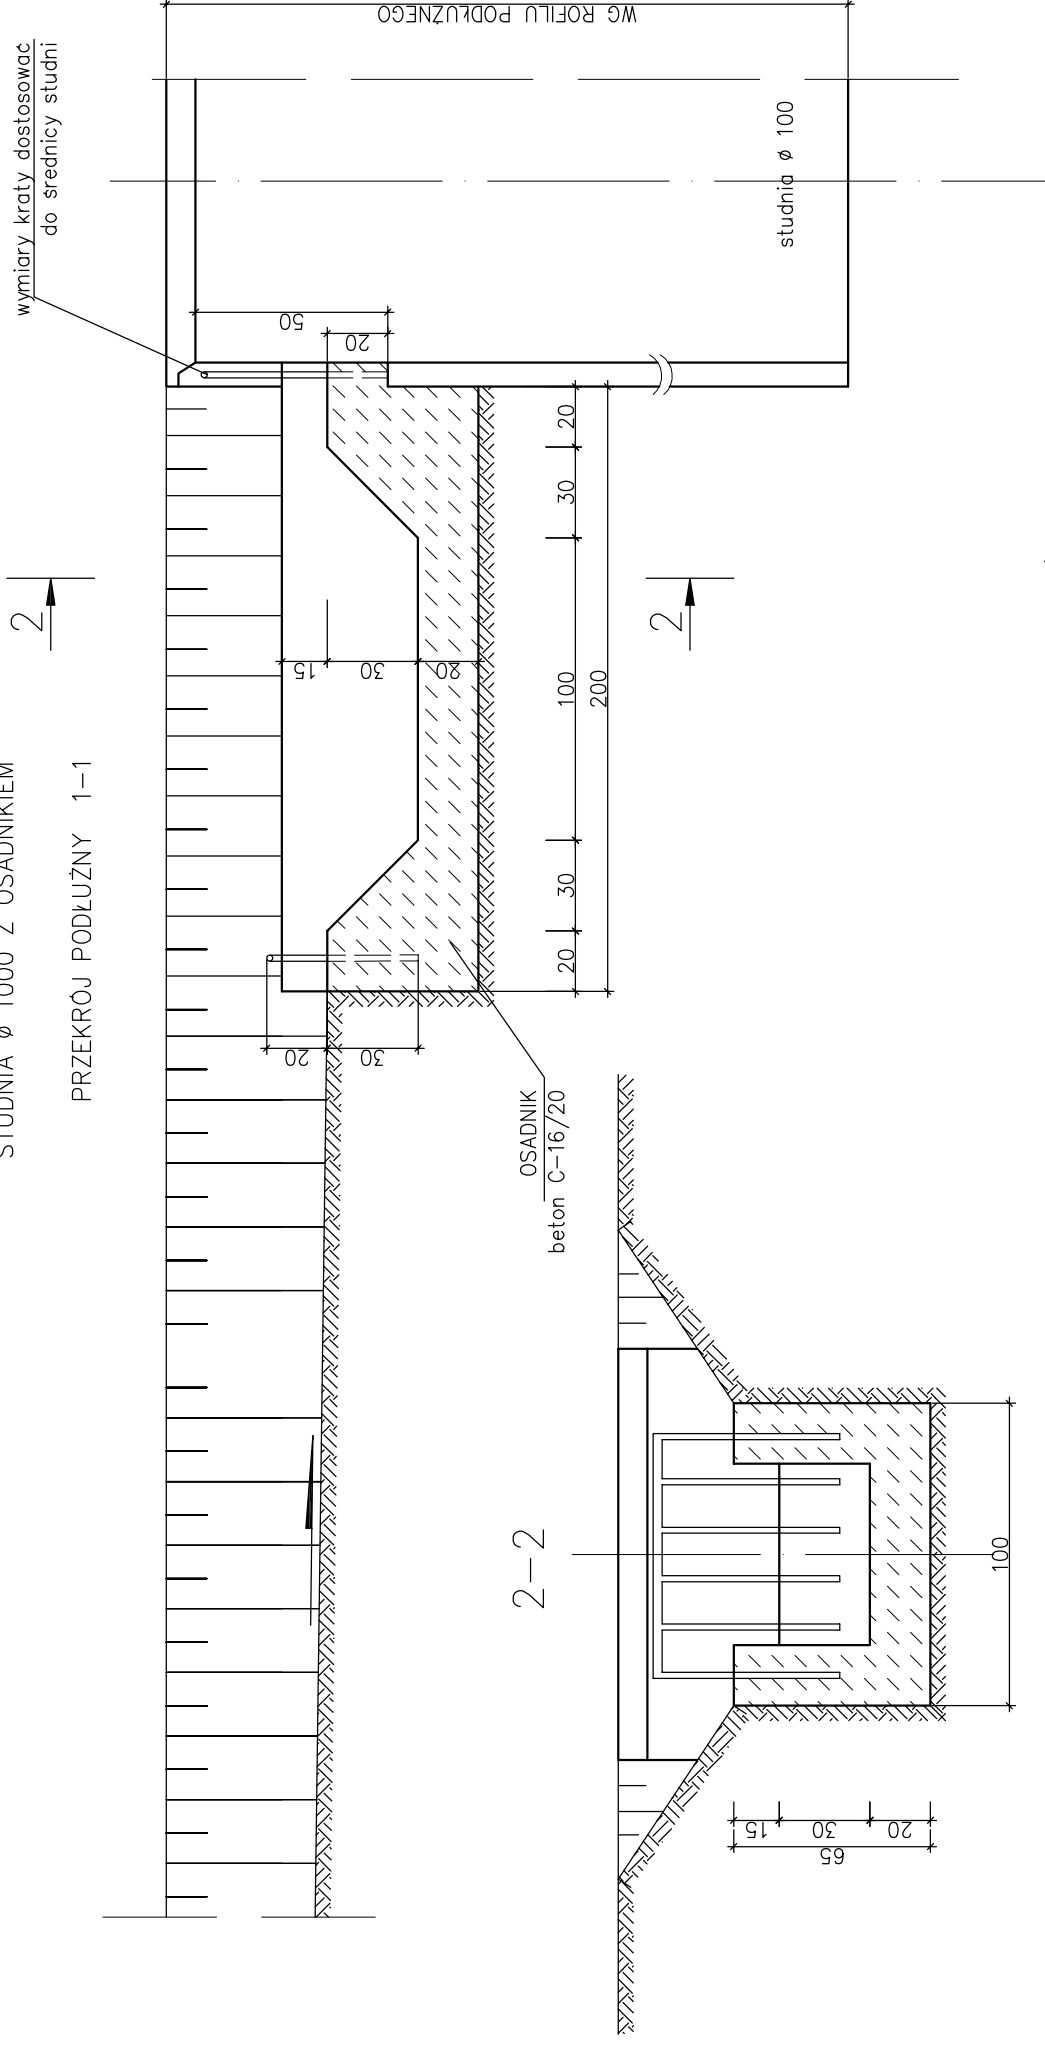 STUDNIA ø 1000 Z OSADNIKIEM
PRZEKRÓJ PODŁUŻNY 1-1
wymiary kraty dostosować
do średnicy studni
WG ROFILU PODŁUŻNEGO
studnia ø 100
50
20
2
2
15
30
20
20
30
20
30
100
30
20
200
OSADNIK
beton C-16/20
2-2
100
15
30
20
65